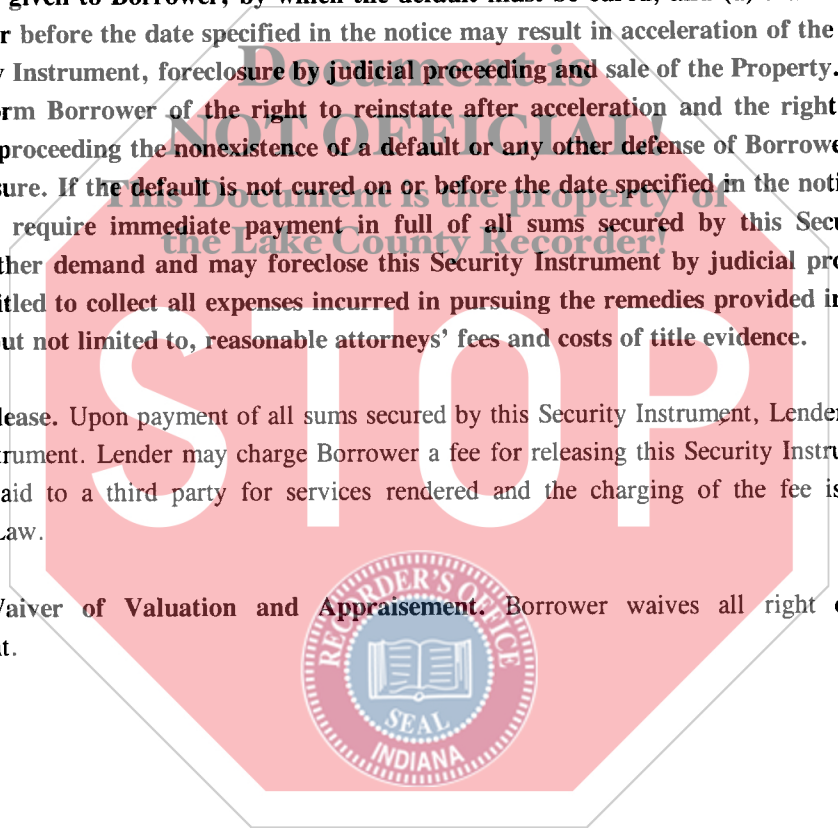 given to Borrower, by which the default must be cured; and (d)
r before the date specified in the notice may result in acceleration of the
Document is
y Instrument, foreclosure by judicial proceeding and sale of the Property.
orm Borrower of the right to reinstate after acceleration and the right
NOT OFFICIAL!
proceeding the nonexistence of a default or any other defense of Borrowe
sure. If the default is not cured on or before the date specified in the noti
This Document is the property of
require immediate payment in full of all sums secured by this Secu
the Lake County Recorder!
ther demand and may foreclose this Security Instrument by judicial pro
itled to collect all expenses incurred in pursuing the remedies provided in
ut not limited to, reasonable attorneys' fees and costs of title evidence.
STOP
lease. Upon payment of all sums secured by this Security Instrument, Lender
trument. Lender may charge Borrower a fee for releasing this Security Instru
aid to a third party for services rendered and the charging of the fee is
Law.
Waiver of Valuation and Appraisement. Borrower waives all right
t.
RECORDER'S OFFICE
SEAL
INDIANA